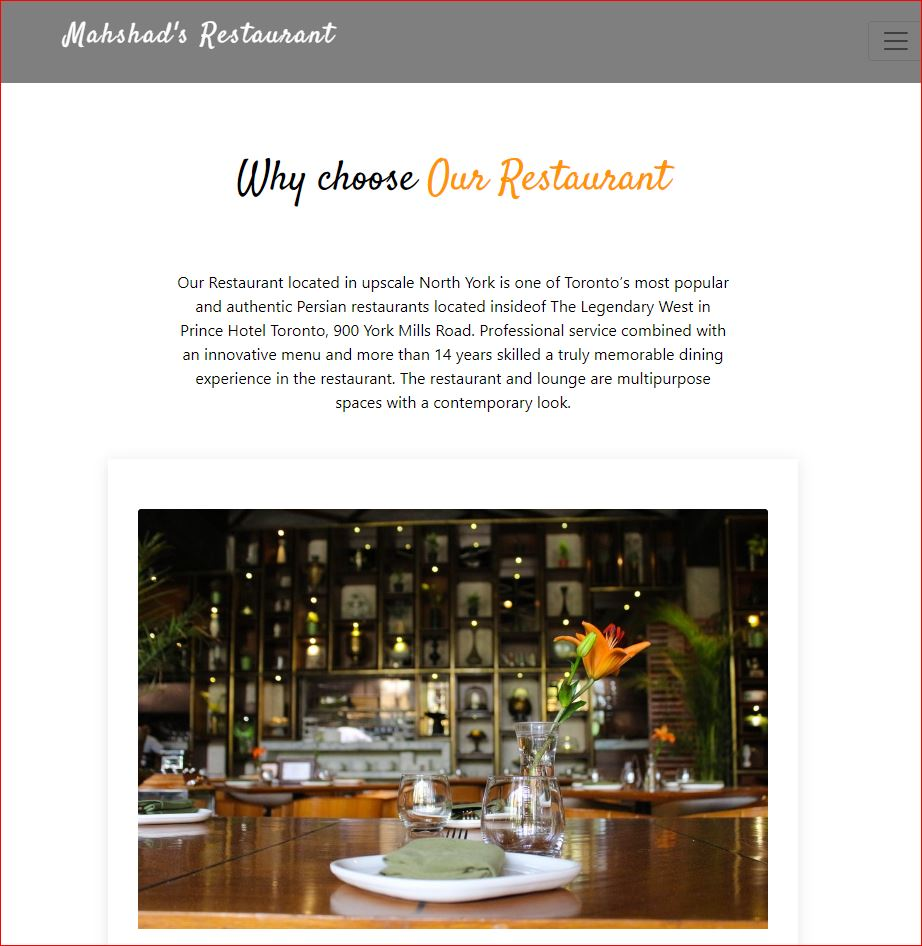 Mahshad's Restaurant
Why choose Our Restaurant
Our Restaurant located in upscale North York is one of Toronto’s most popular
and authentic Persian restaurants located insideof The Legendary West in
Prince Hotel Toronto, 900 York Mills Road. Professional service combined with
an innovative menu and more than 14 years skilled a truly memorable dining
experience in the restaurant. The restaurant and lounge are multipurpose
spaces with a contemporary look.